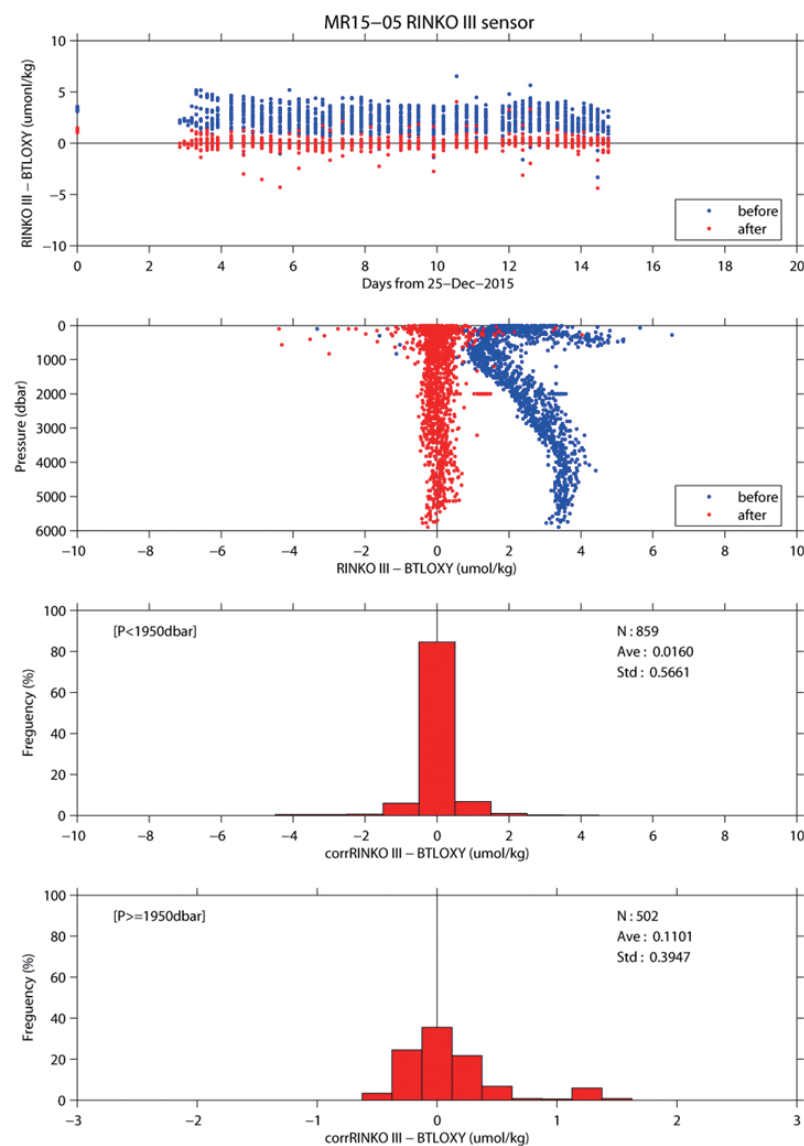 MR15−05 RINKO III sensor
10
5
0
−5
−10
RINKO III − BTLOXY (umonl/kg)
before
after
0 2 4 6 8 10 12 14 16 18 20
Days from 25−Dec−2015
0
1000
2000
3000
4000
5000
6000
Pressure (dbar)
before
after
−10 −8 −6 −4 −2 0 2 4 6 8 10
RINKO III − BTLOXY (umol/kg)
100
80
60
40
20
0
Freguency (%)
[P<1950dbar]
N : 859
Ave : 0.0160
Std : 0.5661
−10 −8 −6 −4 −2 0 2 4 6 8 10
corrRINKO III − BTLOXY (umol/kg)
100
80
60
40
20
0
Freguency (%)
[P>=1950dbar]
N : 502
Ave : 0.1101
Std : 0.3947
−3 −2 −1 0 1 2 3
corrRINKO III − BTLOXY (umol/kg)